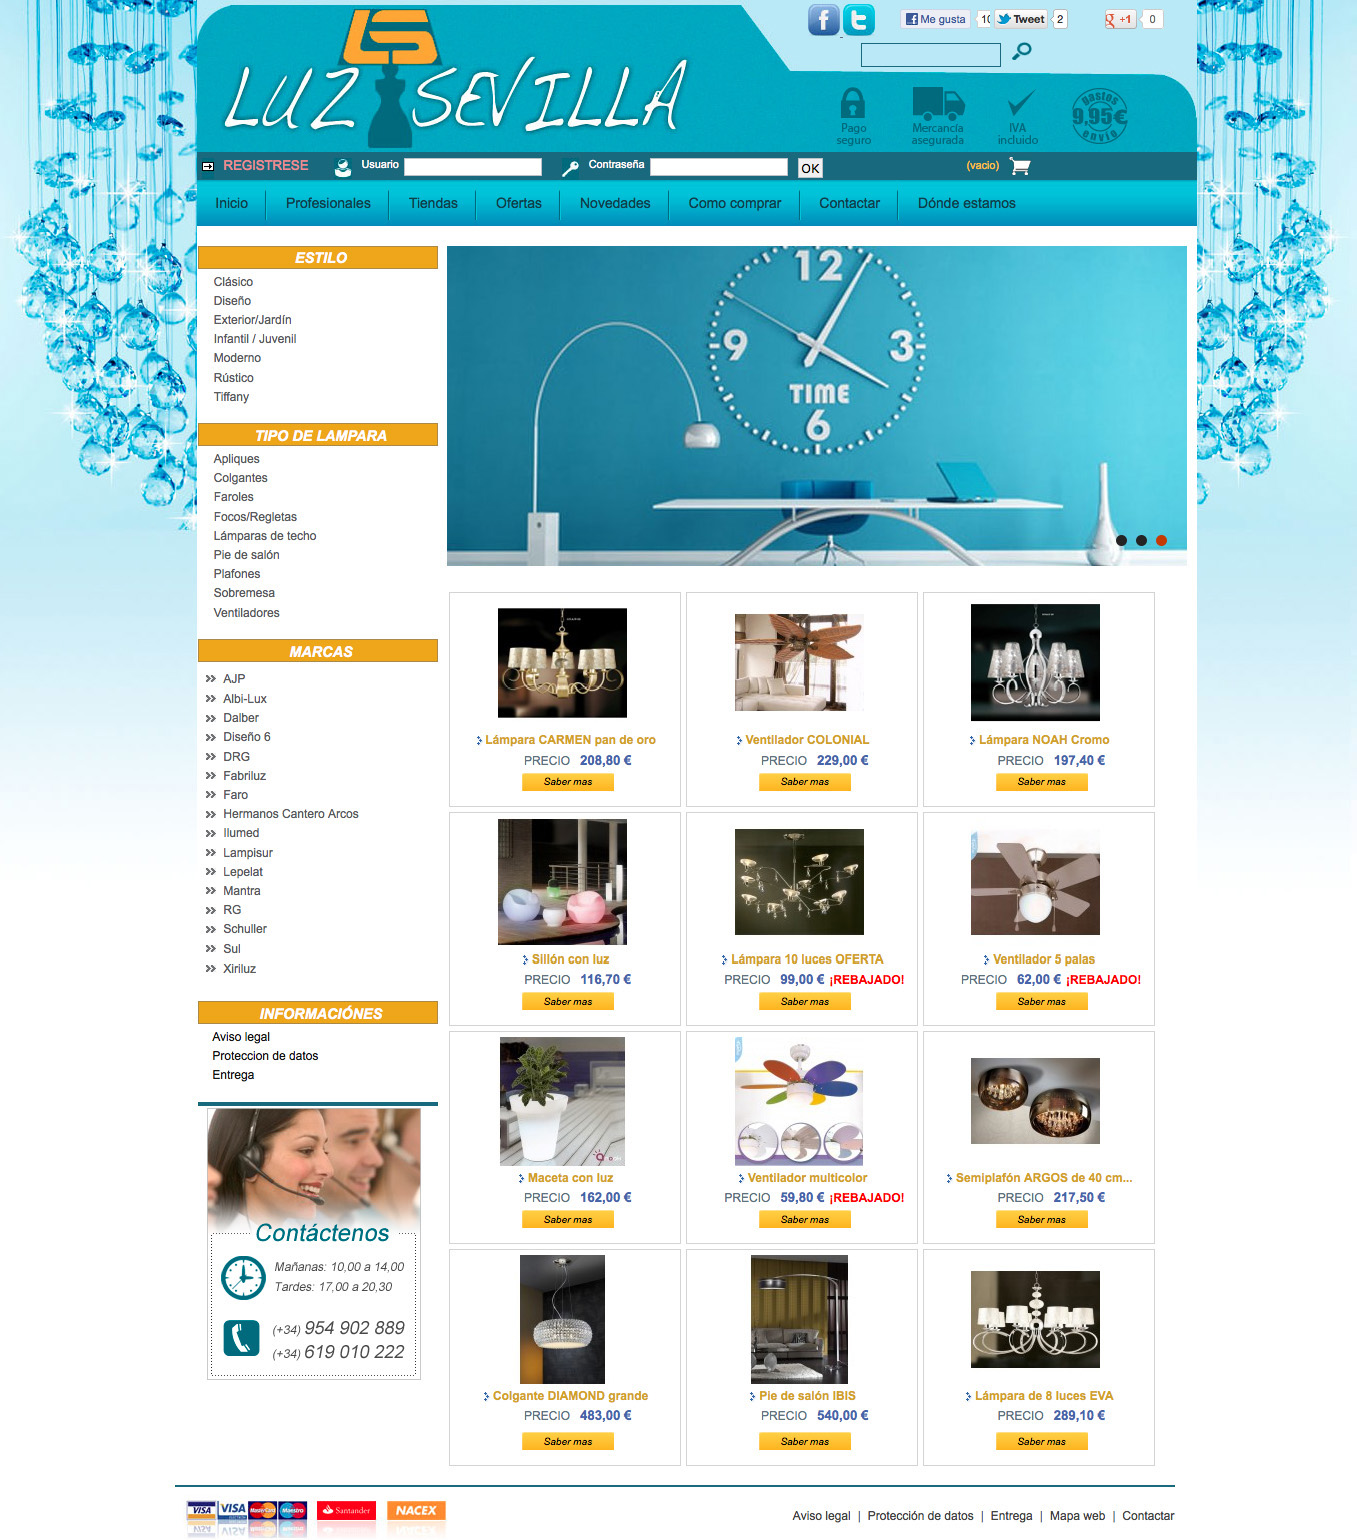 LUZ SEVILLA
Me gusta 10 Tweet 2 +1 0
Pago seguro
Mercancía asegurada
IVA incluido
gastos 9,95€ envío
REGISTRESE Usuario Contraseña OK (vacio)
Inicio Profesionales Tiendas Ofertas Novedades Como comprar Contactar Dónde estamos
ESTILO
Clásico
Diseño
Exterior/Jardín
Infantil / Juvenil
Moderno
Rústico
Tiffany
TIPO DE LAMPARA
Apliques
Colgantes
Faroles
Focos/Regletas
Lámparas de techo
Pie de salón
Plafones
Sobremesa
Ventiladores
MARCAS
AJP
Albi-Lux
Dalber
Diseño 6
DRG
Fabriluz
Faro
Hermanos Cantero Arcos
Ilumed
Lampisur
Lepelat
Mantra
RG
Schuller
Sul
Xiriluz
INFORMACIÓNES
Aviso legal
Proteccion de datos
Entrega
Contáctenos
Mañanas: 10,00 a 14,00
Tardes: 17,00 a 20,30
(+34) 954 902 889
(+34) 619 010 222
12
9 3
TIME
6
Lámpara CARMEN pan de oro
PRECIO 208,80 €
Saber mas
Ventilador COLONIAL
PRECIO 229,00 €
Saber mas
Lámpara NOAH Cromo
PRECIO 197,40 €
Saber mas
Sillón con luz
PRECIO 116,70 €
Saber mas
Lámpara 10 luces OFERTA
PRECIO 99,00 € ¡REBAJADO!
Saber mas
Ventilador 5 palas
PRECIO 62,00 € ¡REBAJADO!
Saber mas
Maceta con luz
PRECIO 162,00 €
Saber mas
Ventilador multicolor
PRECIO 59,80 € ¡REBAJADO!
Saber mas
Semiplafón ARGOS de 40 cm...
PRECIO 217,50 €
Saber mas
Colgante DIAMOND grande
PRECIO 483,00 €
Saber mas
Pie de salón IBIS
PRECIO 540,00 €
Saber mas
Lámpara de 8 luces EVA
PRECIO 289,10 €
Saber mas
VISA VISA MasterCard Maestro Santander NACEX
Aviso legal | Protección de datos | Entrega | Mapa web | Contactar